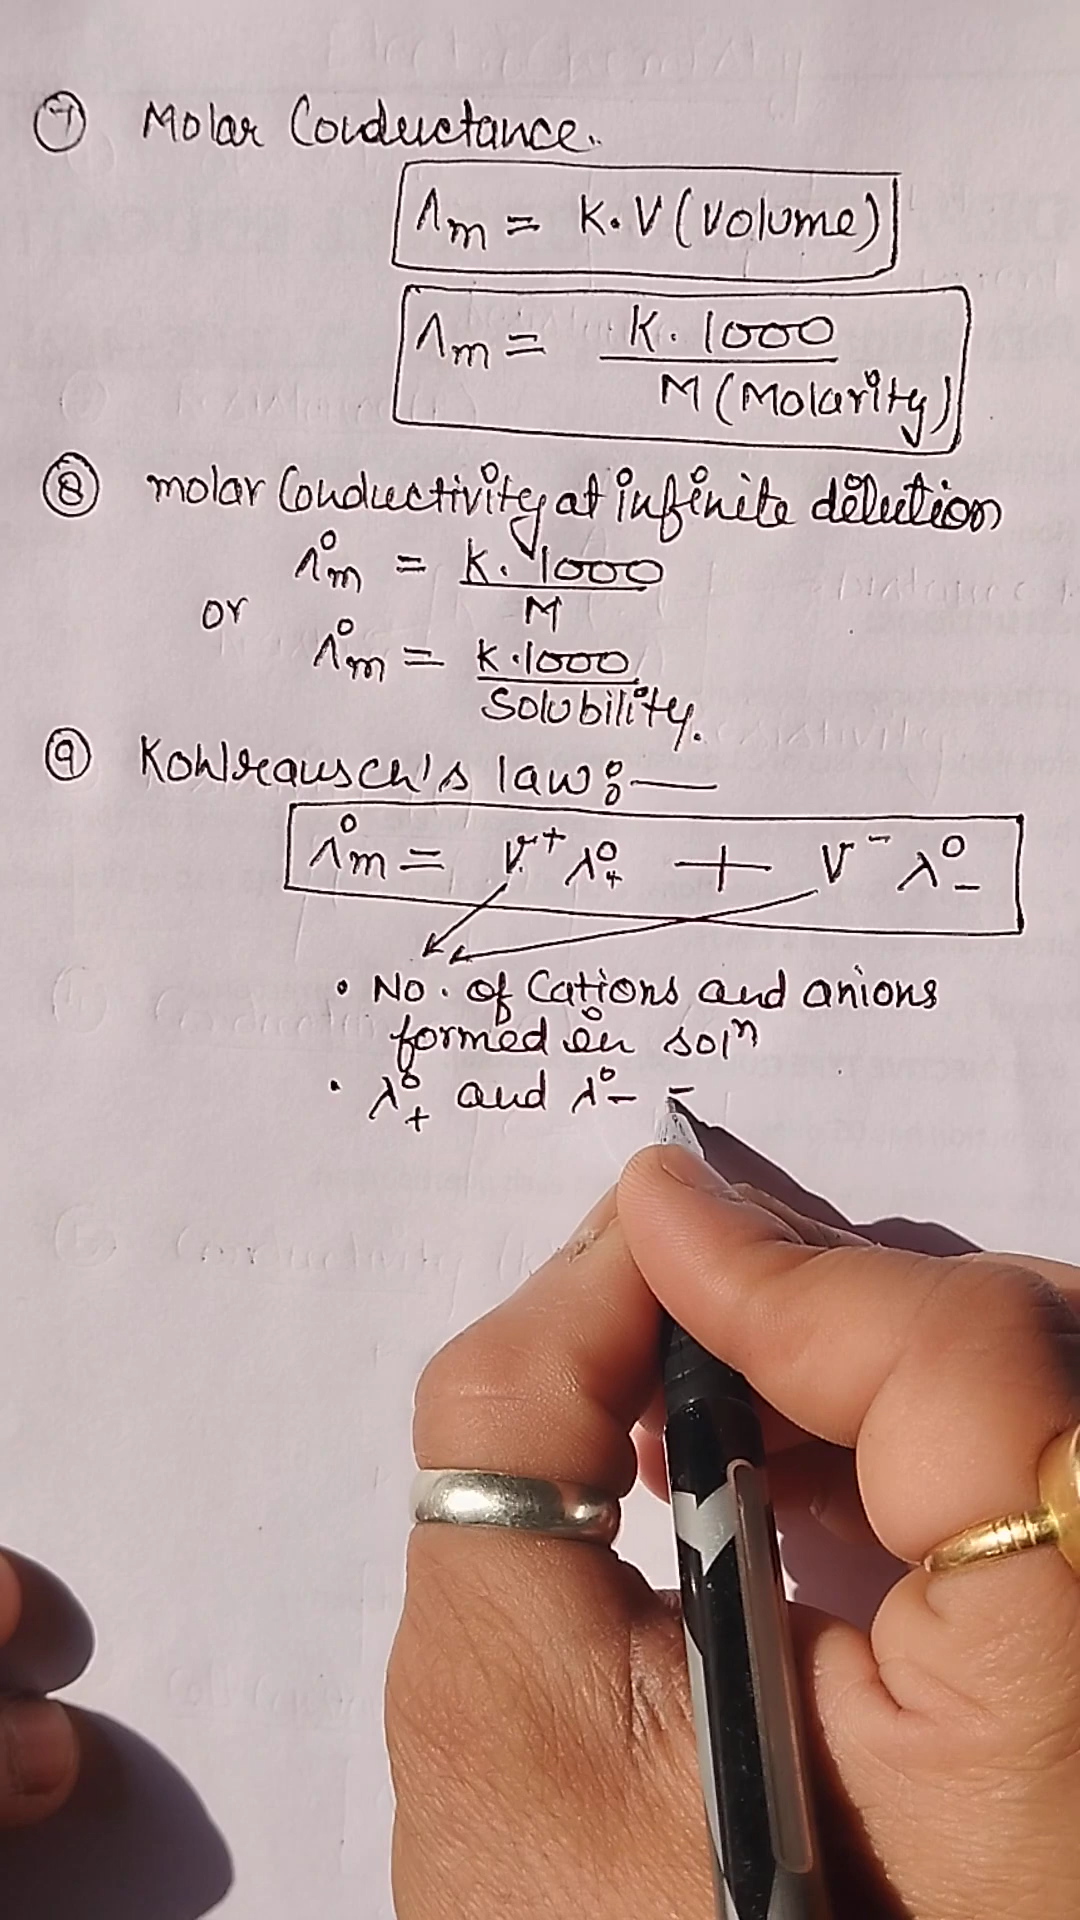 ⑦ Molar Conductance.
Λm = K.V (Volume)
Λm = K. 1000
M (Molarity)
⑧ molar Conductivity at infinite dilution
Λ°m = K. 1000
M
or
Λ°m = K.1000
Solubility.
⑨ Kohlrausch's law:—
Λ°m = V⁺λ°₊ + V⁻λ°₋
• No. of Cations and anions
formed in solⁿ
• λ°₊ and λ°₋ =